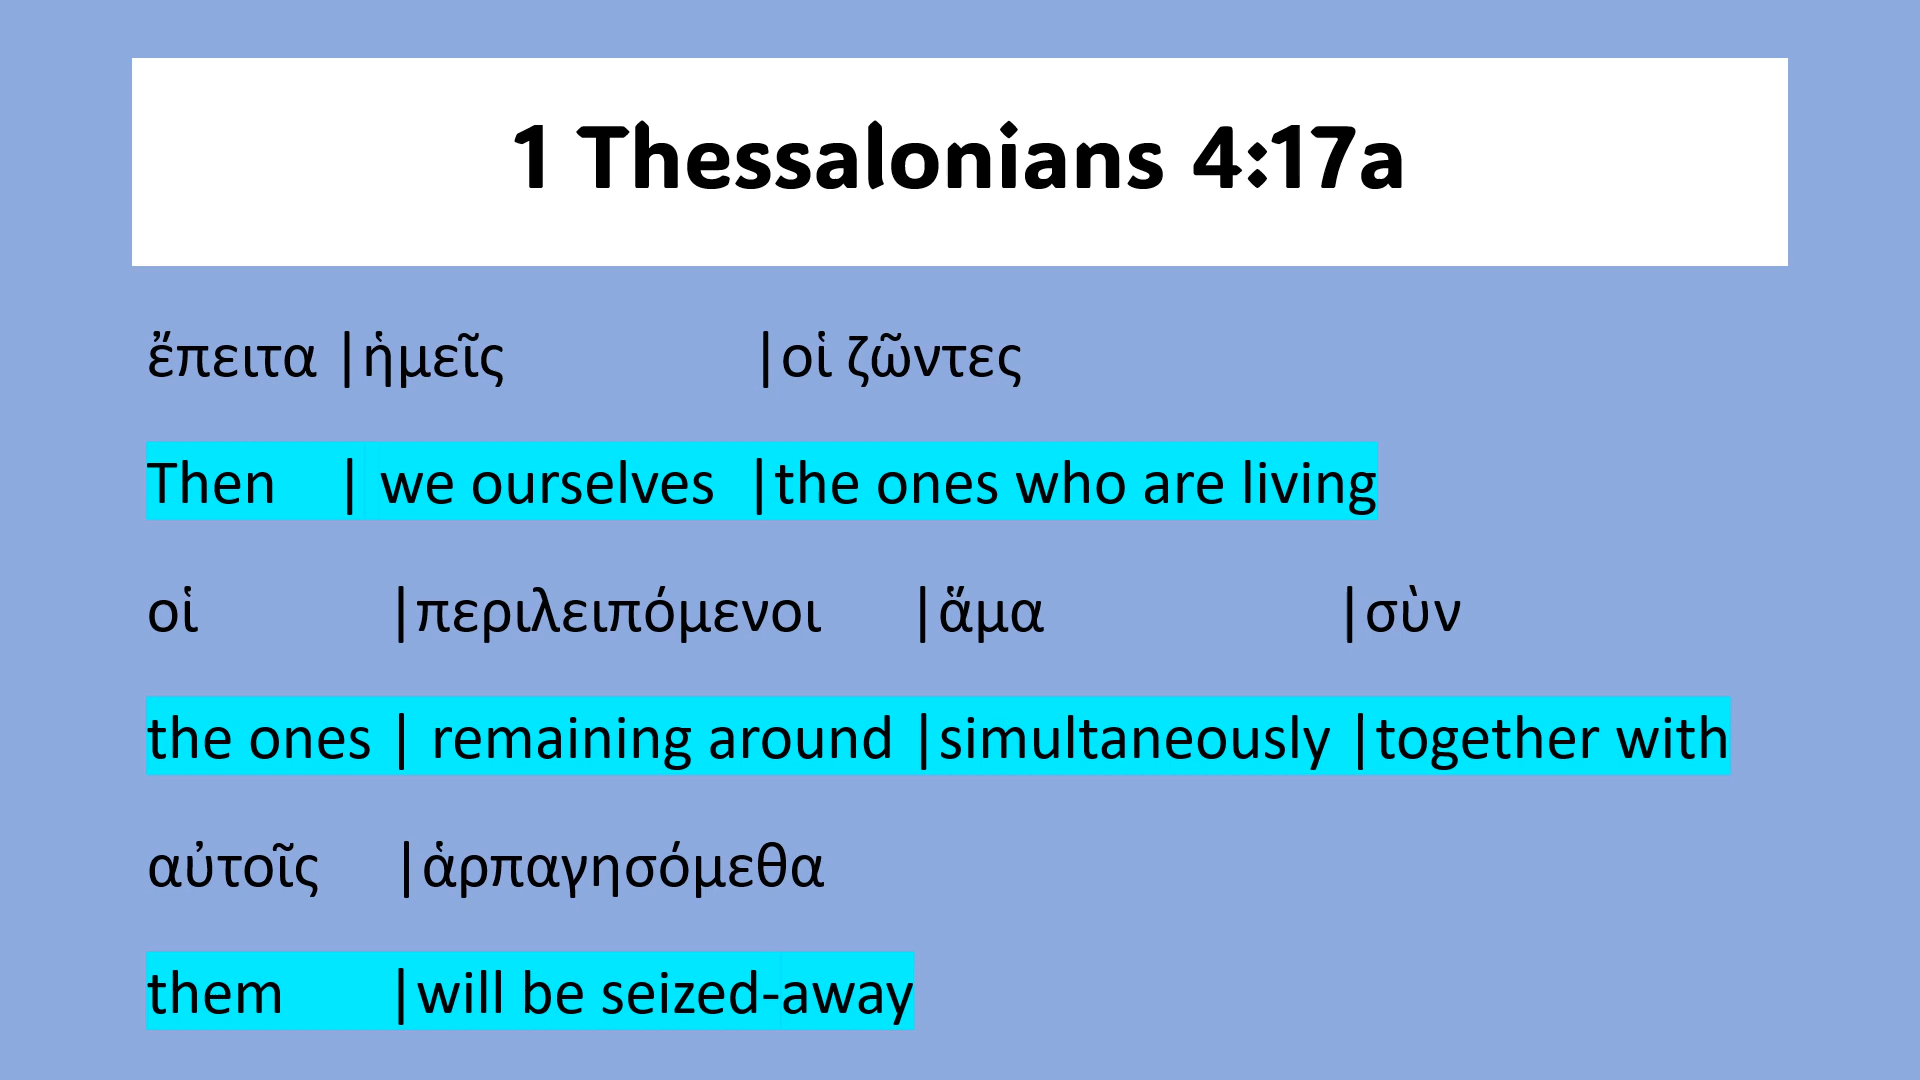 1 Thessalonians 4:17a
ἔπειτα |ἡμεῖς |οἱ ζῶντες
Then | we ourselves |the ones who are living
οἱ |περιλειπόμενοι |ἅμα |σὺν
the ones | remaining around |simultaneously |together with
αὐτοῖς |ἁρπαγησόμεθα
them |will be seized-away